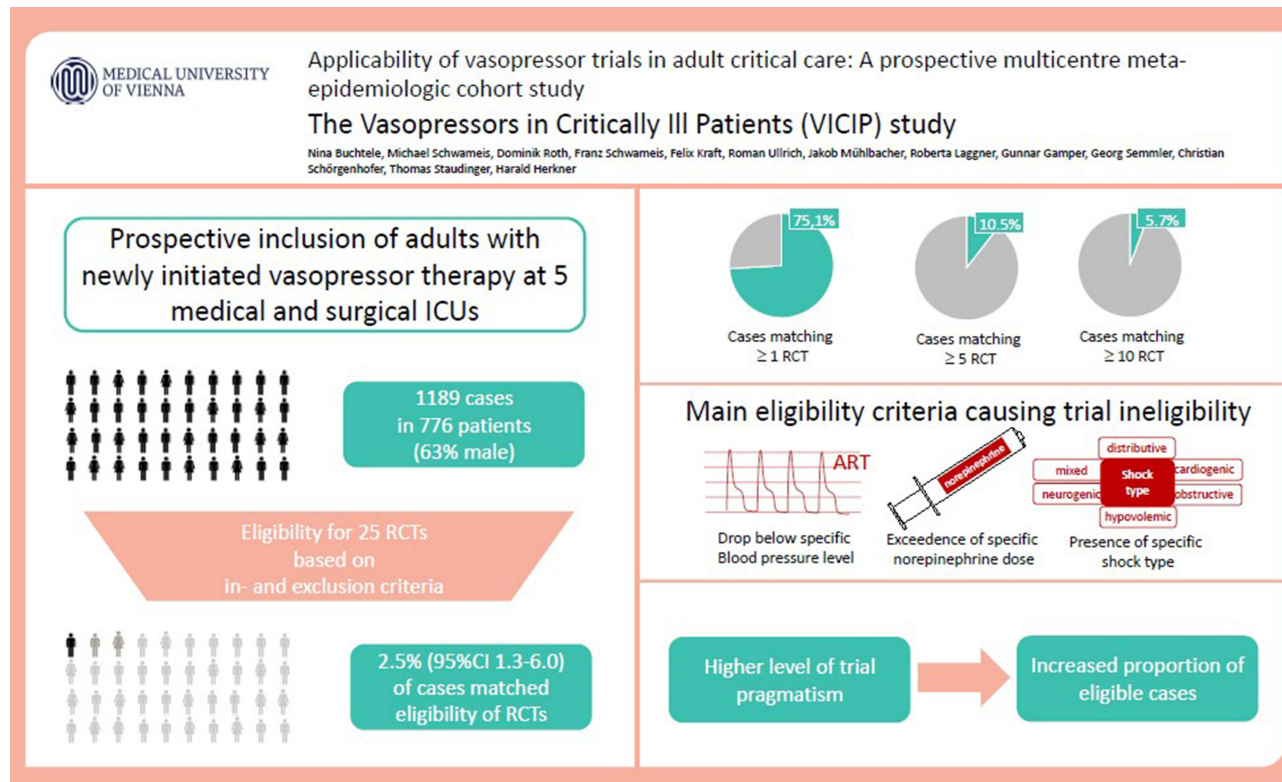 MEDICAL UNIVERSITY
OF VIENNA
Applicability of vasopressor trials in adult critical care: A prospective multicentre meta-
epidemiologic cohort study
The Vasopressors in Critically Ill Patients (VICIP) study
Nina Buchtele, Michael Schwameis, Dominik Roth, Franz Schwameis, Felix Kraft, Roman Ullrich, Jakob Mühlbacher, Roberta Laggner, Gunnar Gamper, Georg Semmler, Christian
Schörgenhofer, Thomas Staudinger, Harald Herkner
Prospective inclusion of adults with
newly initiated vasopressor therapy at 5
medical and surgical ICUs
1189 cases
in 776 patients
(63% male)
Eligibility for 25 RCTs
based on
in- and exclusion criteria
2.5% (95%CI 1.3-6.0)
of cases matched
eligibility of RCTs
75,1%
Cases matching
≥ 1 RCT
10.5%
Cases matching
≥ 5 RCT
5.7%
Cases matching
≥ 10 RCT
Main eligibility criteria causing trial ineligibility
ART
Drop below specific
Blood pressure level
norepinephrine
Exceedence of specific
norepinephrine dose
distributive
mixed
cardiogenic
Shock
type
neurogenic
obstructive
hypovolemic
Presence of specific
shock type
Higher level of trial
pragmatism
Increased proportion of
eligible cases